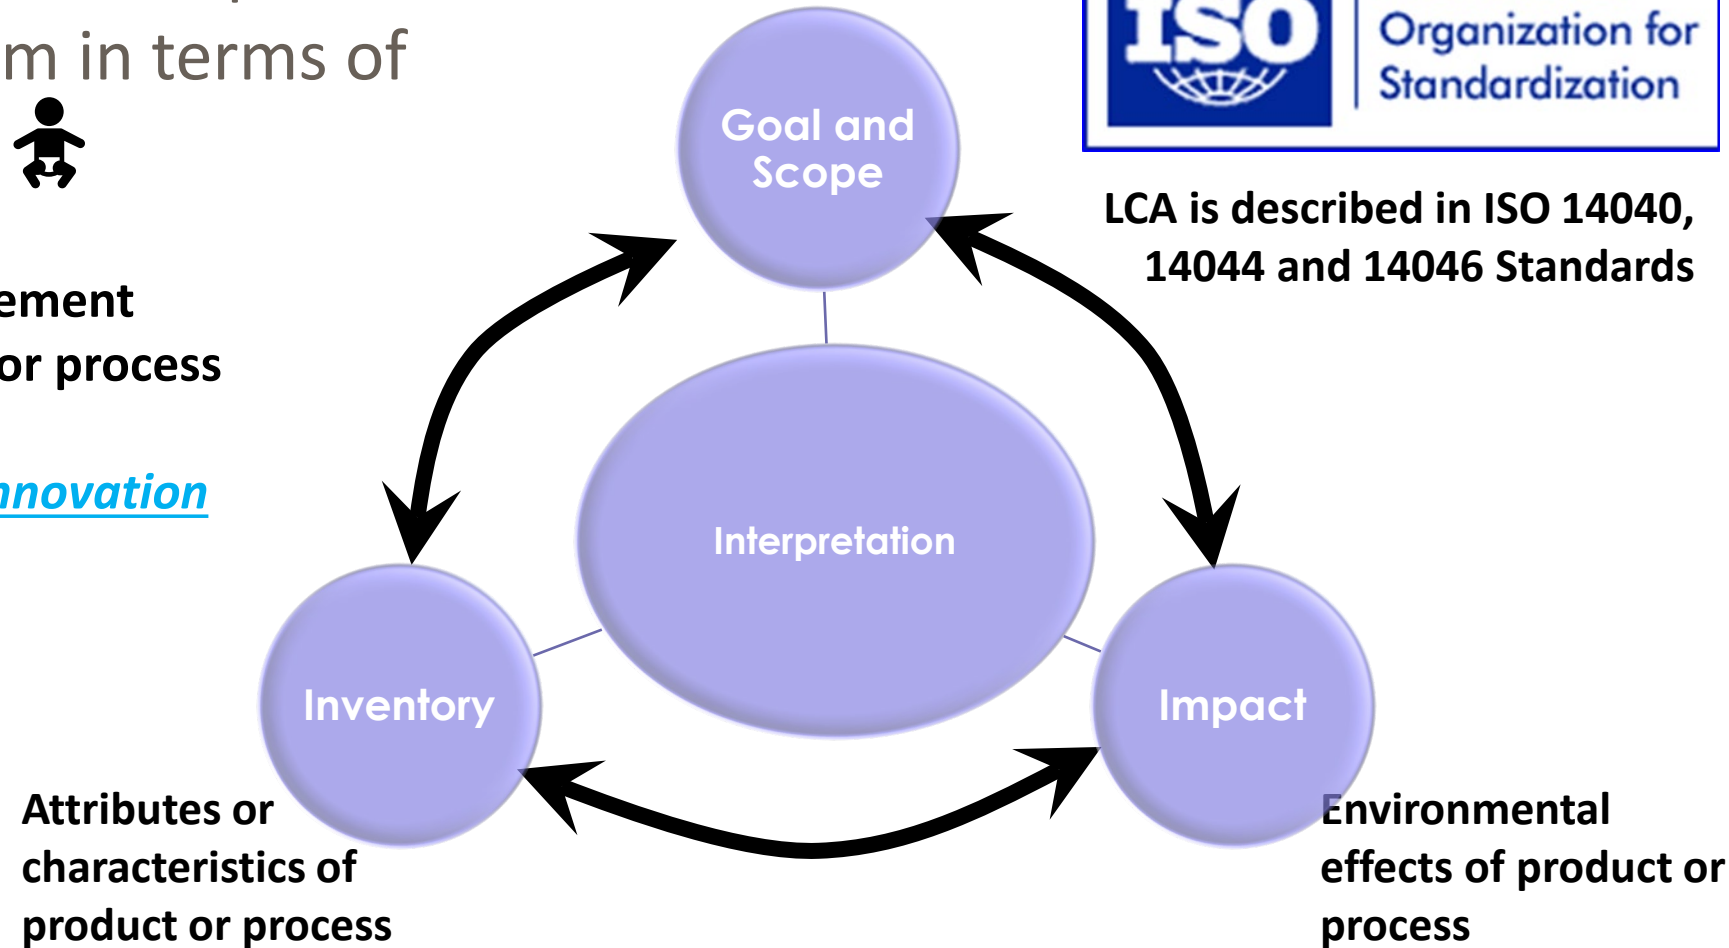 m in terms of
ISO
Organization for
Standardization
Goal and
Scope
LCA is described in ISO 14040,
14044 and 14046 Standards
ement
or process
nnovation
Interpretation
Inventory
Impact
Attributes or
characteristics of
product or process
Environmental
effects of product or
process